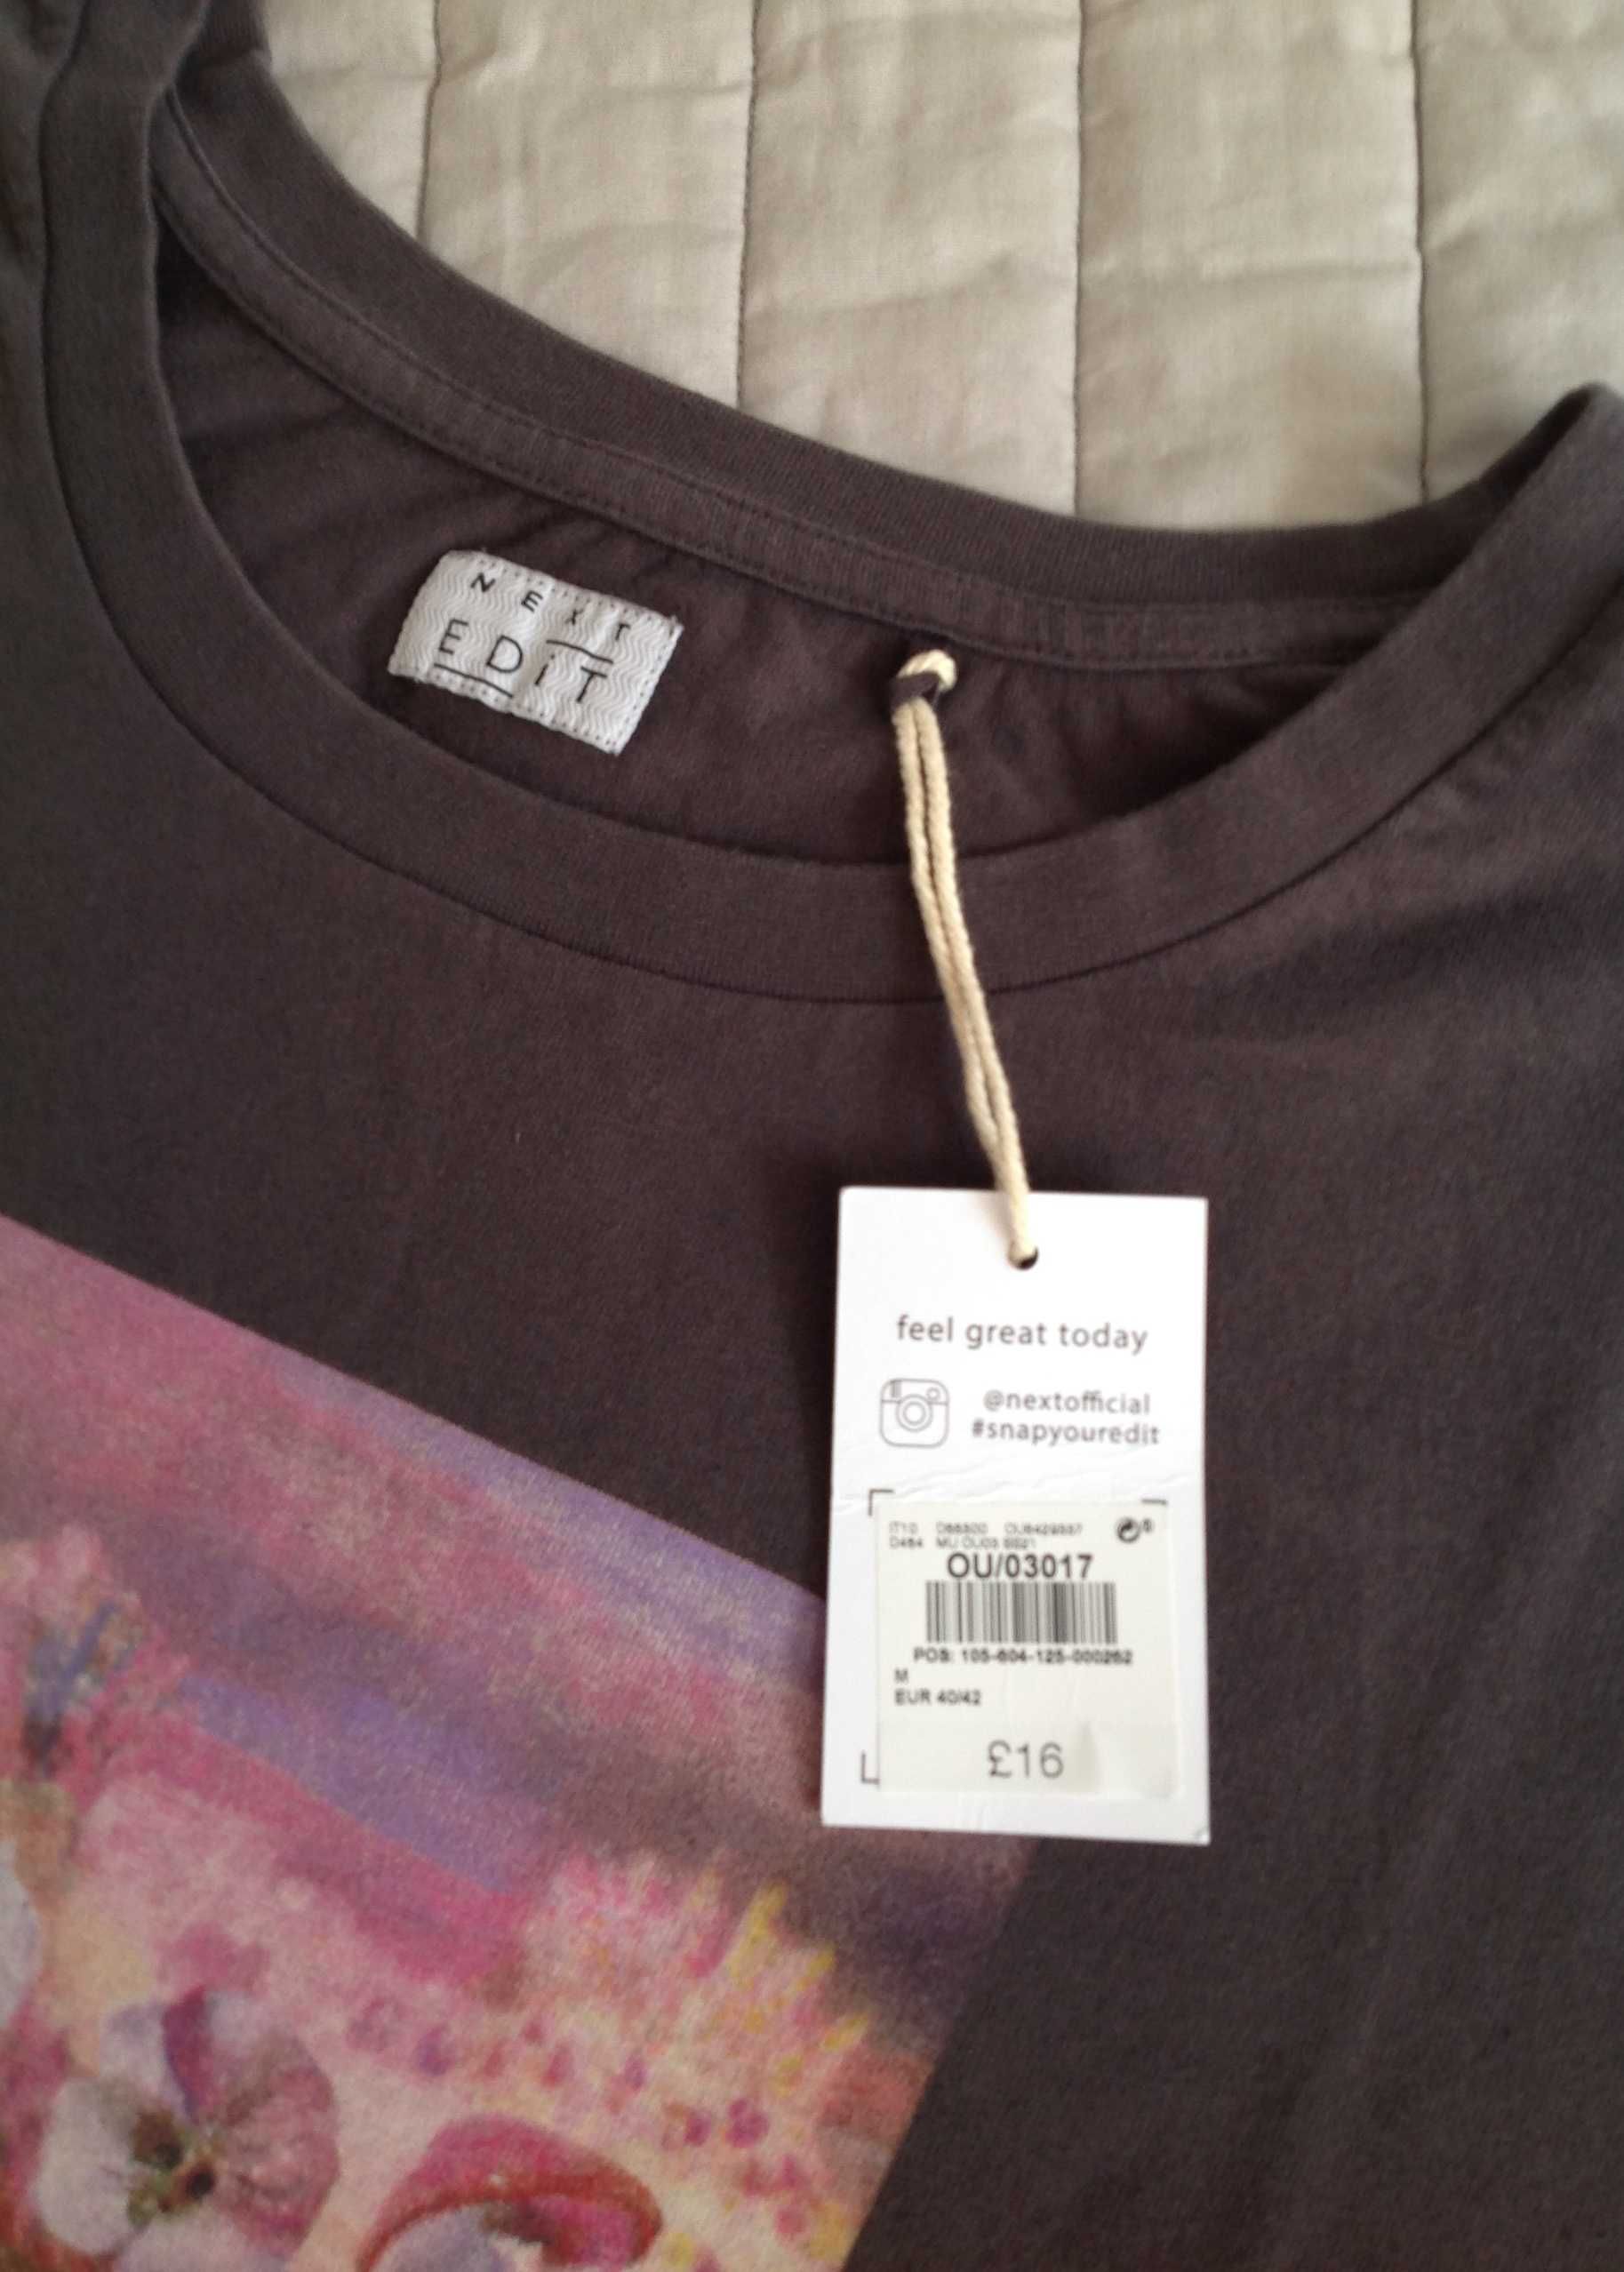 NExT
EDiT
feel great today
@nextofficial
#snapyouredit
OU/03017
POS: 105-604-125-000262
M
EUR 40/42
£16